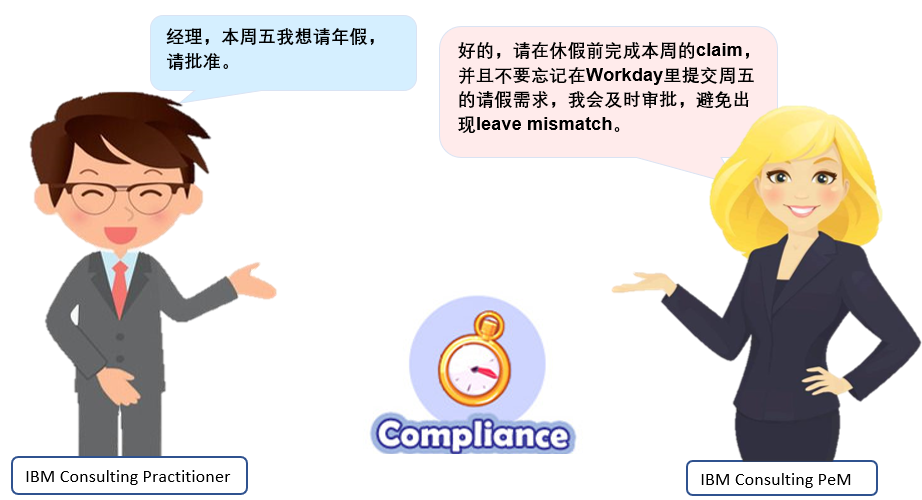 经理，本周五我想请年假，
请批准。
好的，请在休假前完成本周的claim，
并且不要忘记在Workday里提交周五
的请假需求，我会及时审批，避免出
现leave mismatch。
Compliance
IBM Consulting Practitioner
IBM Consulting PeM